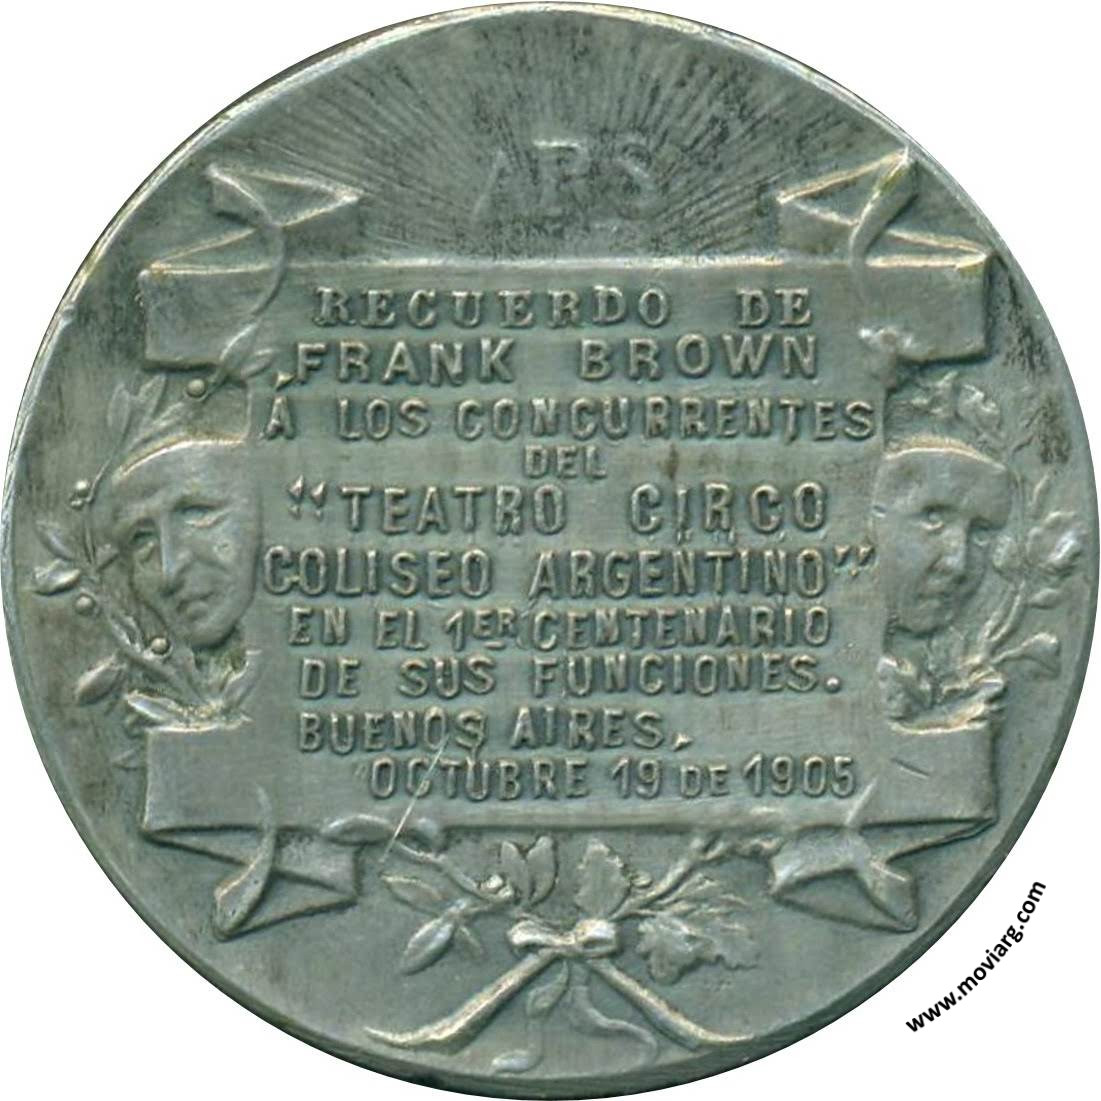 ARS
RECUERDO DE
FRANK BROWN
Á LOS CONCURRENTES
DEL
"TEATRO CIRCO
COLISEO ARGENTINO"
EN EL 1ER CENTENARIO
DE SUS FUNCIONES.
BUENOS AIRES,
OCTUBRE 19 DE 1905
www.moviarg.com